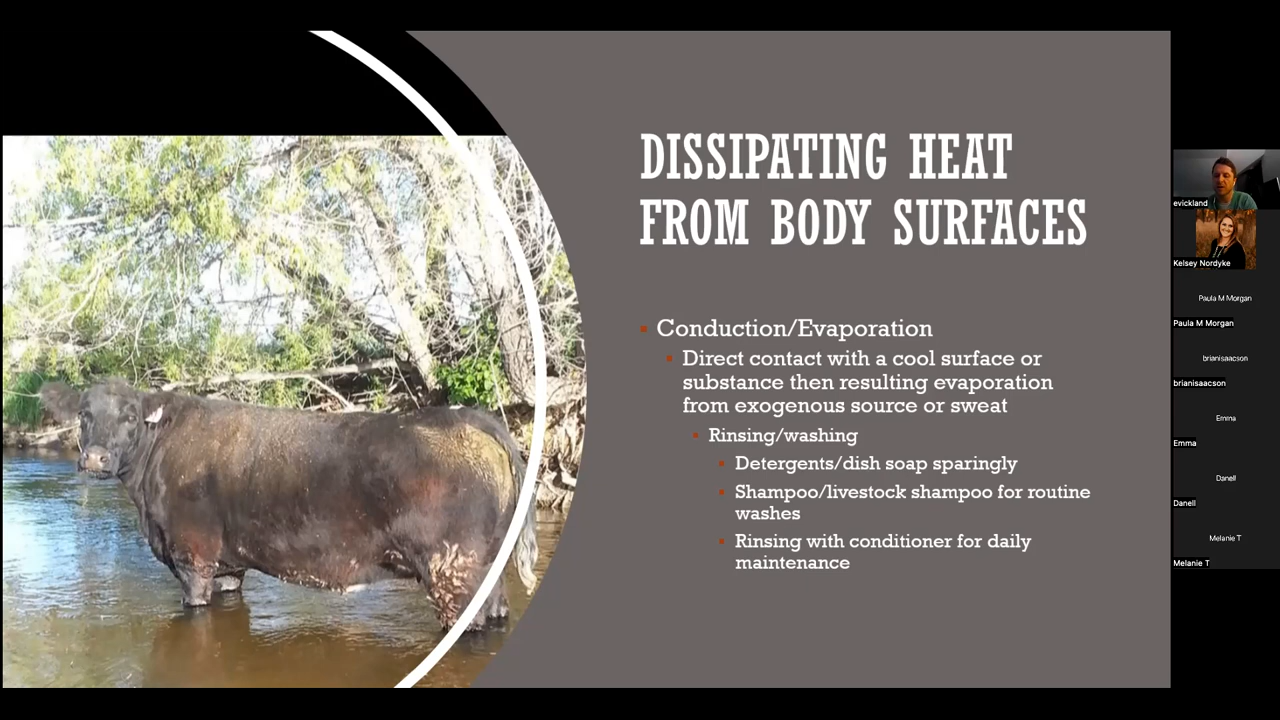 DISSIPATING HEAT
FROM BODY SURFACES
Conduction/Evaporation
Direct contact with a cool surface or
substance then resulting evaporation
from exogenous source or sweat
Rinsing/washing
Detergents/dish soap sparingly
Shampoo/livestock shampoo for routine
washes
Rinsing with conditioner for daily
maintenance
evickland
Kelsey Nordyke
Paula M Morgan
Paula M Morgan
brianisaacson
brianisaacson
Emma
Emma
Danell
Danell
Melanie T
Melanie T